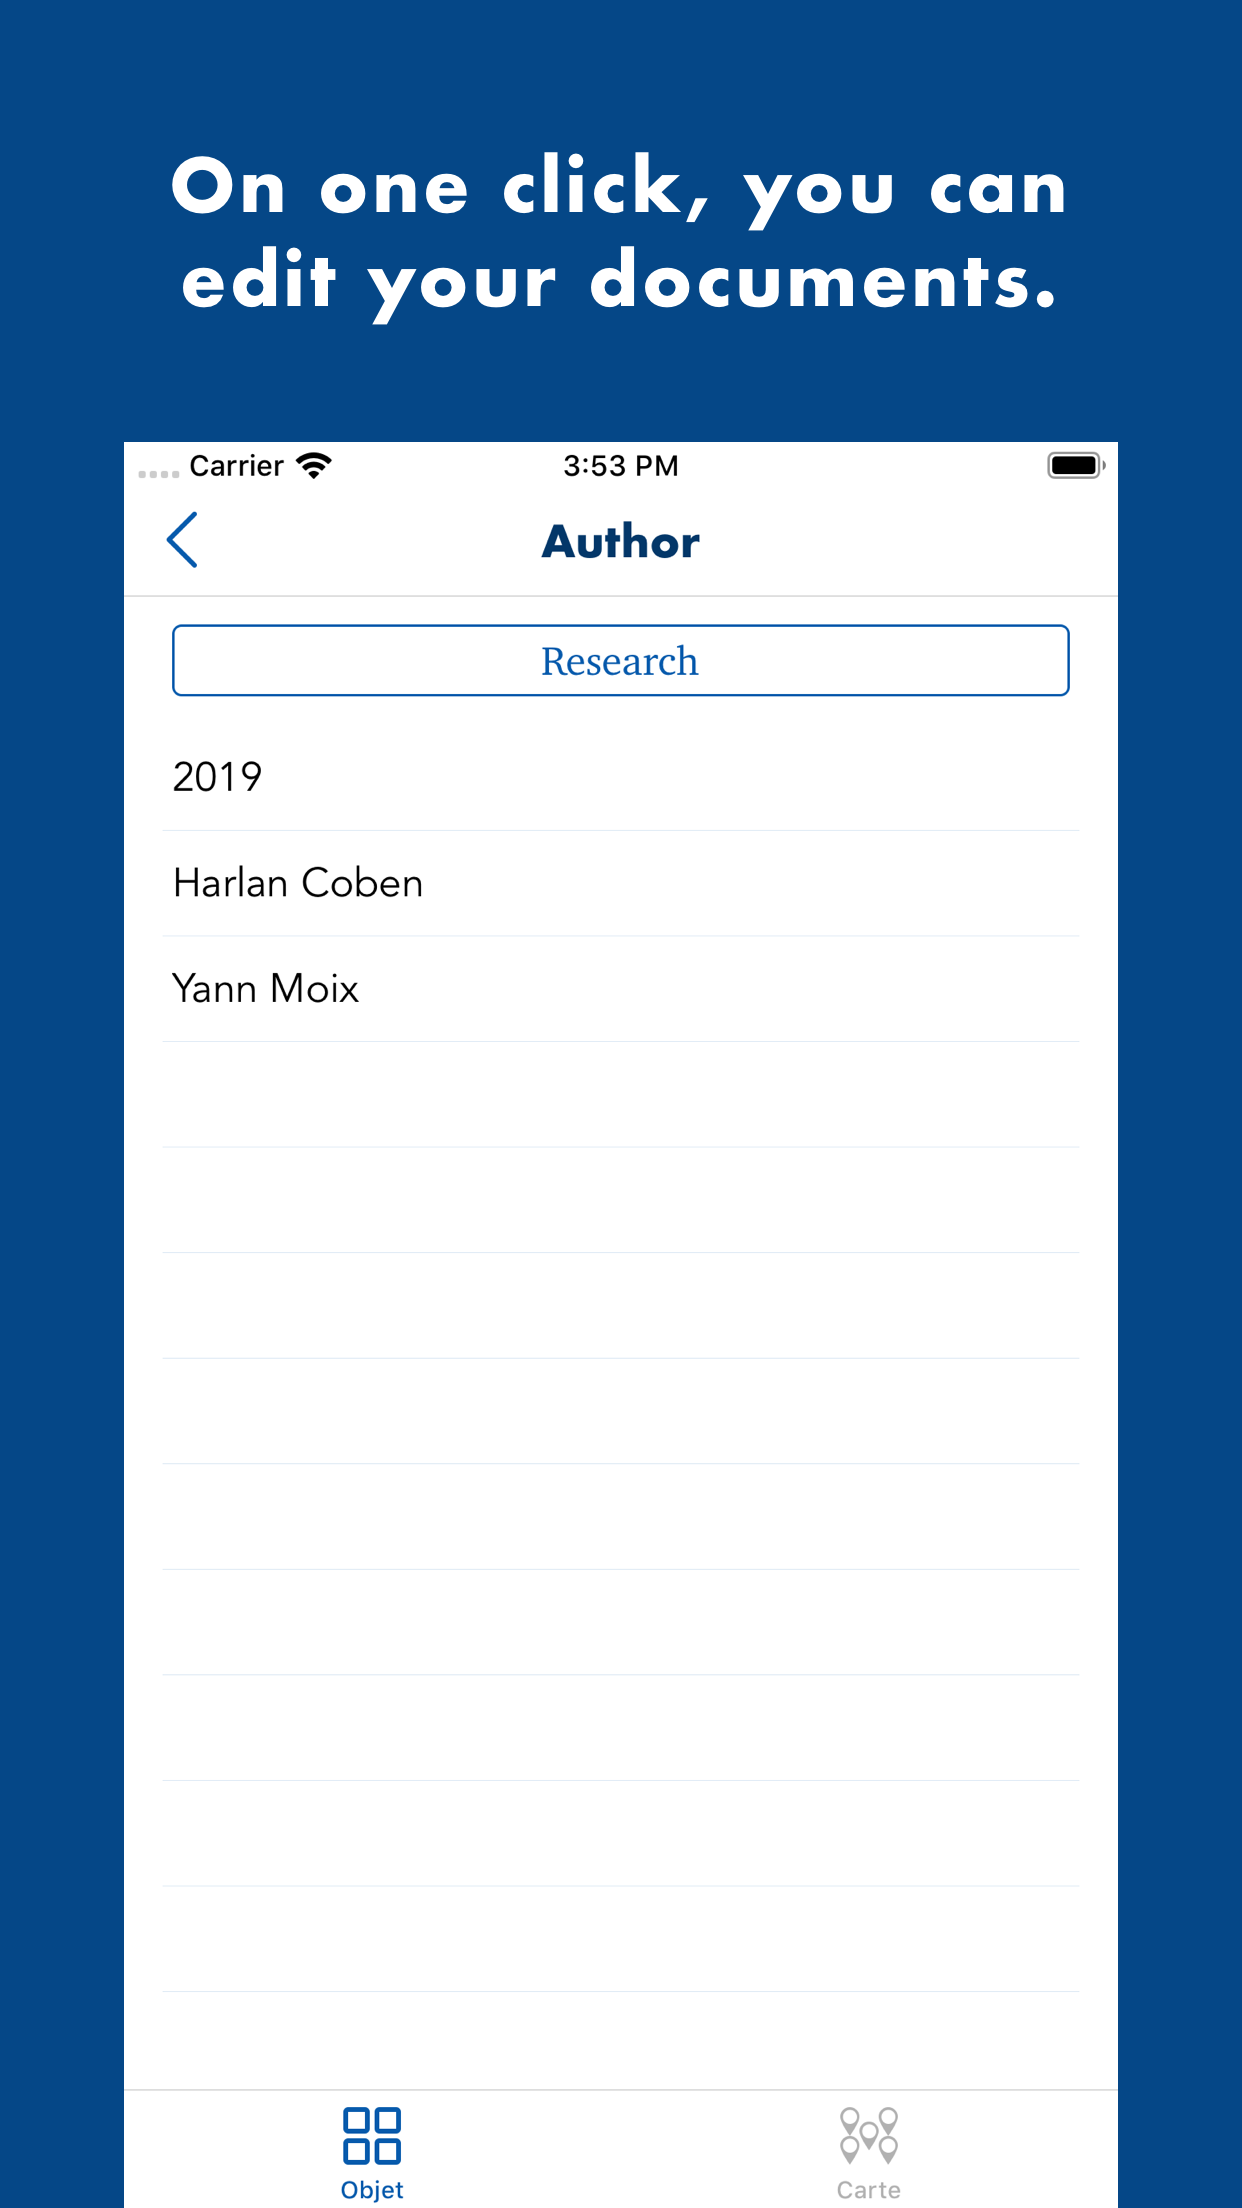 On one click, you can
edit your documents.
Carrier
3:53 PM
Author
Research
2019
Harlan Coben
Yann Moix
Objet
Carte